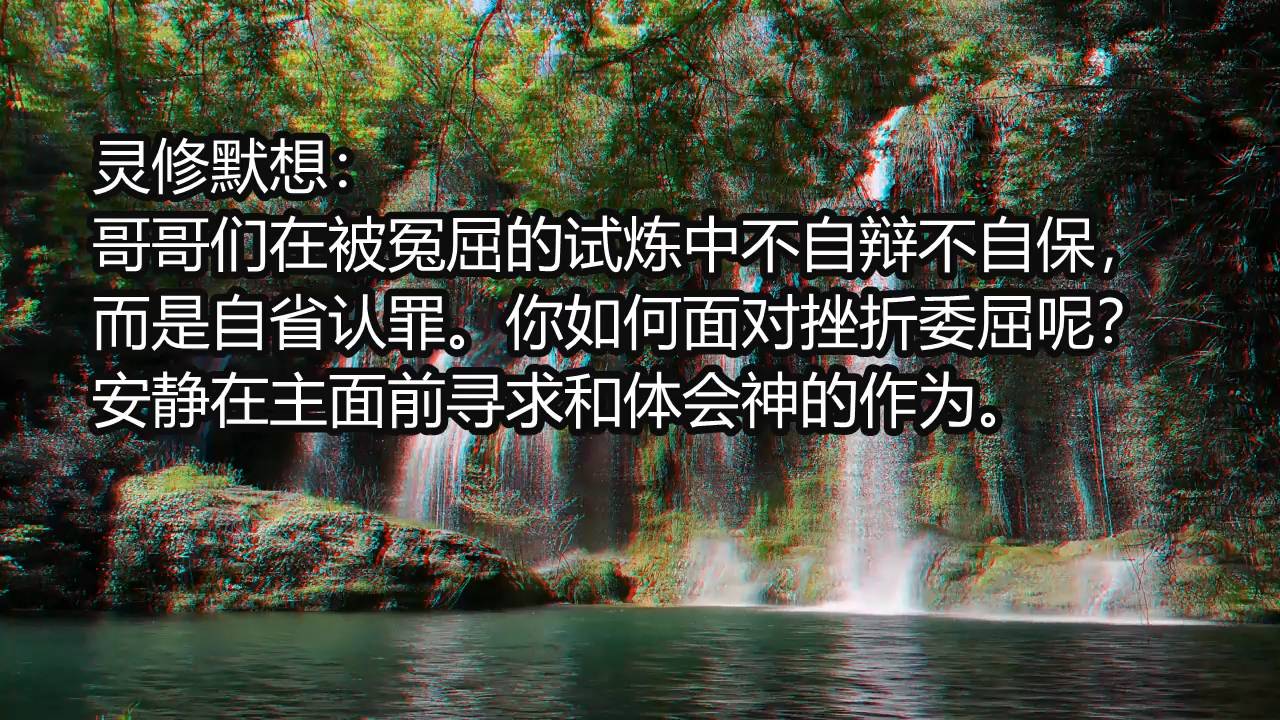 灵修默想：
哥哥们在被冤屈的试炼中不自辩不自保，
而是自省认罪。你如何面对挫折委屈呢？
安静在主面前寻求和体会神的作为。